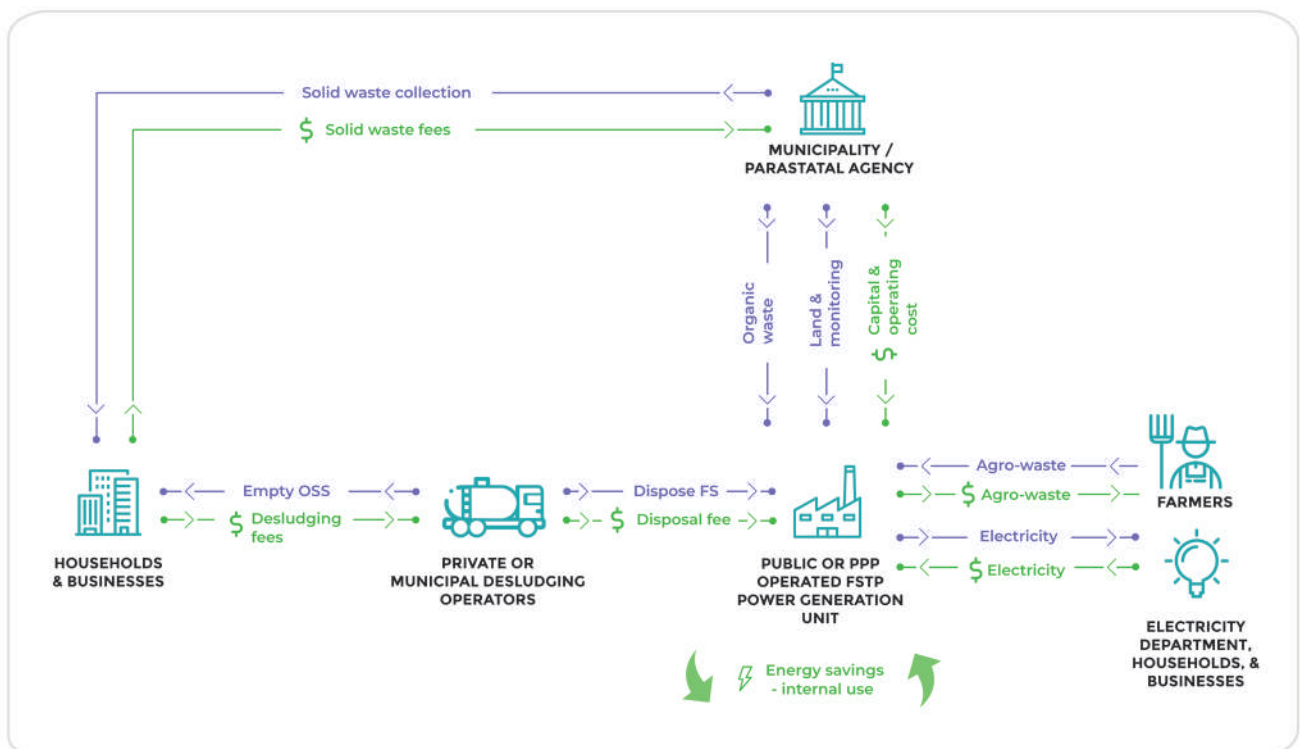 Solid waste collection
$ Solid waste fees
MUNICIPALITY /
PARASTATAL AGENCY
Organic
waste
Land &
monitoring
$ Capital &
operating
cost
Empty OSS
$ Desludging
fees
Dispose FS
$ Disposal fee
Agro-waste
$ Agro-waste
FARMERS
Electricity
$ Electricity
HOUSEHOLDS
& BUSINESSES
PRIVATE OR
MUNICIPAL DESLUDGING
OPERATORS
PUBLIC OR PPP
OPERATED FSTP
POWER GENERATION
UNIT
ELECTRICITY
DEPARTMENT,
HOUSEHOLDS, &
BUSINESSES
Energy savings
- internal use